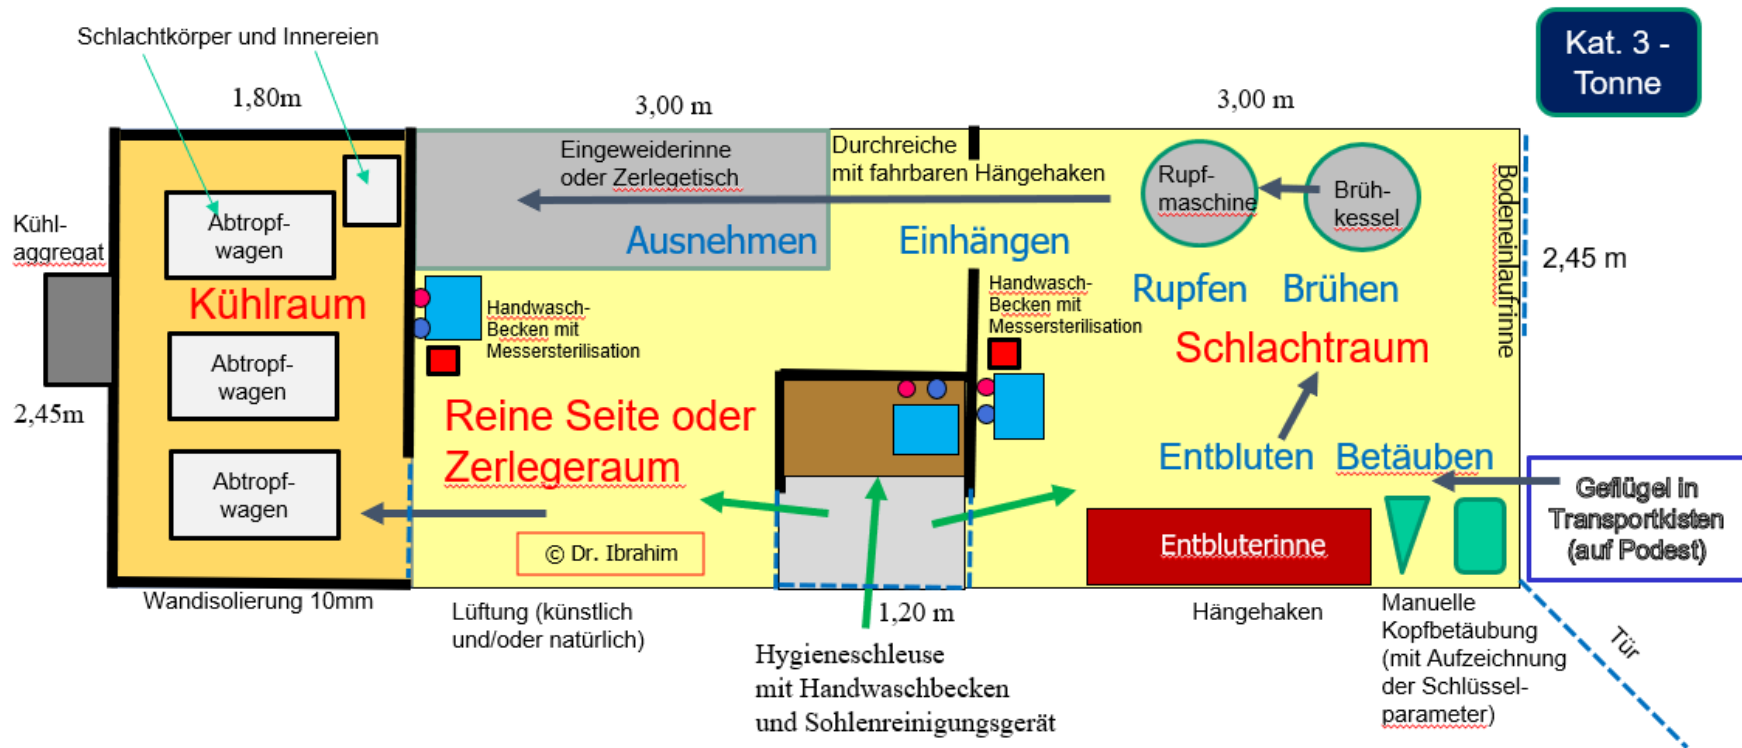 Schlachtkörper und Innereien
Kat. 3 -
Tonne
1,80m
3,00 m
3,00 m
Eingeweiderinne
oder Zerlegetisch
Durchreiche
mit fahrbaren Hängehaken
Rupf-
maschine
Brüh-
kessel
Bodeneinlaufrinne
Abtropf-
wagen
Kühl-
aggregat
Ausnehmen
Einhängen
2,45 m
Kühlraum
Handwasch-
Becken mit
Messersterilisation
Handwasch-
Becken mit
Messersterilisation
Rupfen
Brühen
Schlachtraum
Abtropf-
wagen
2,45m
Reine Seite oder
Zerlegeraum
Entbluten
Betäuben
Abtropf-
wagen
Geflügel in
Transportkisten
(auf Podest)
© Dr. Ibrahim
Entbluterinne
Wandisolierung 10mm
Lüftung (künstlich
und/oder natürlich)
1,20 m
Hängehaken
Manuelle
Kopfbetäubung
(mit Aufzeichnung
der Schlüssel-
parameter)
Tür
Hygieneschleuse
mit Handwaschbecken
und Sohlenreinigungsgerät